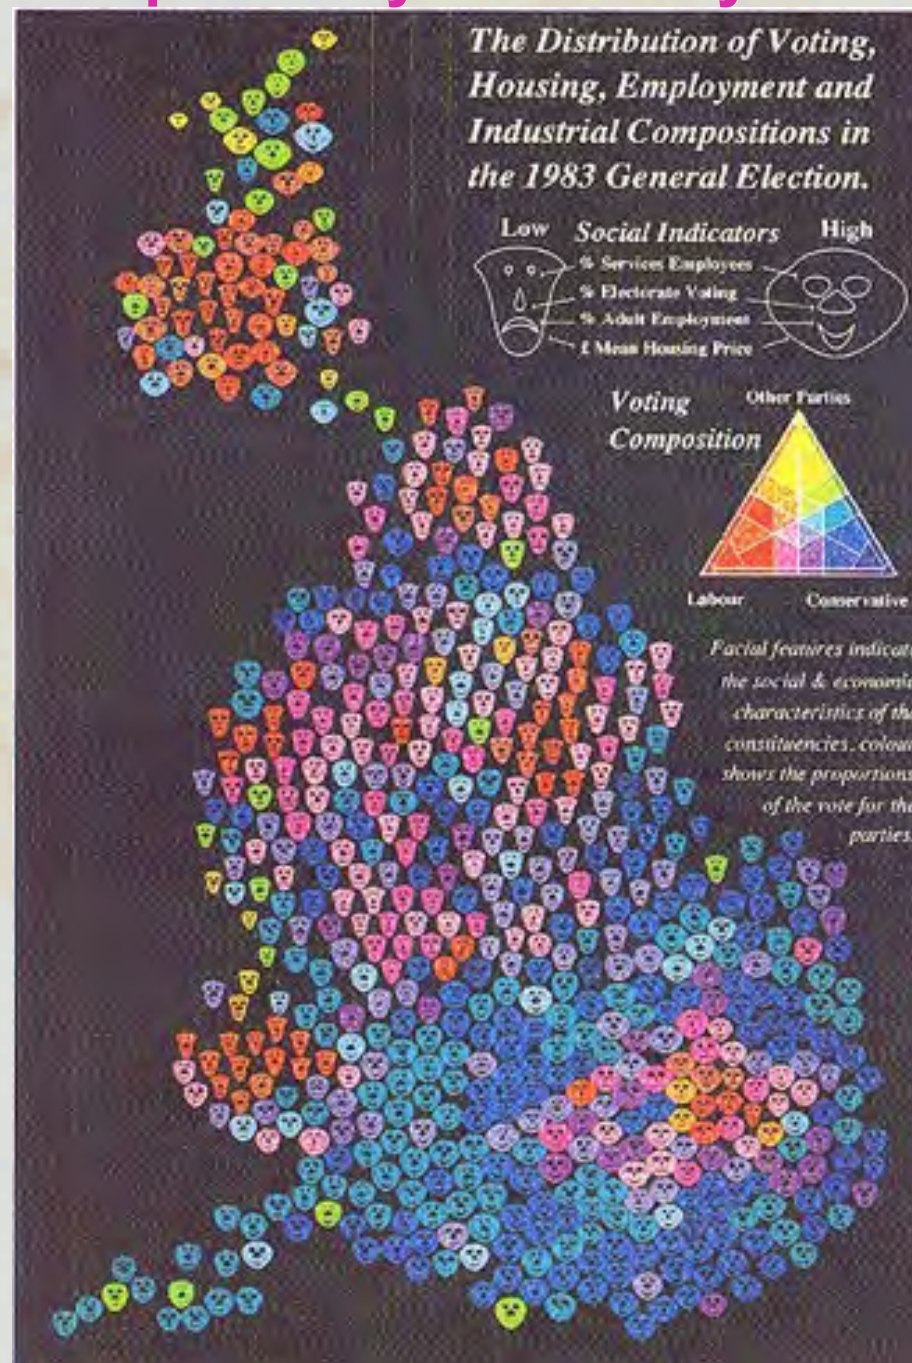 The Distribution of Voting,
Housing, Employment and
Industrial Compositions in
the 1983 General Election.
Low Social Indicators High
% Services Employees
% Electorate Voting
% Adult Employment
£ Mean Housing Price
Voting
Composition
Other Parties
Labour Conservative
Facial features indicate
the social & economic
characteristics of the
constituencies, colour
shows the proportions
of the vote for the
parties.